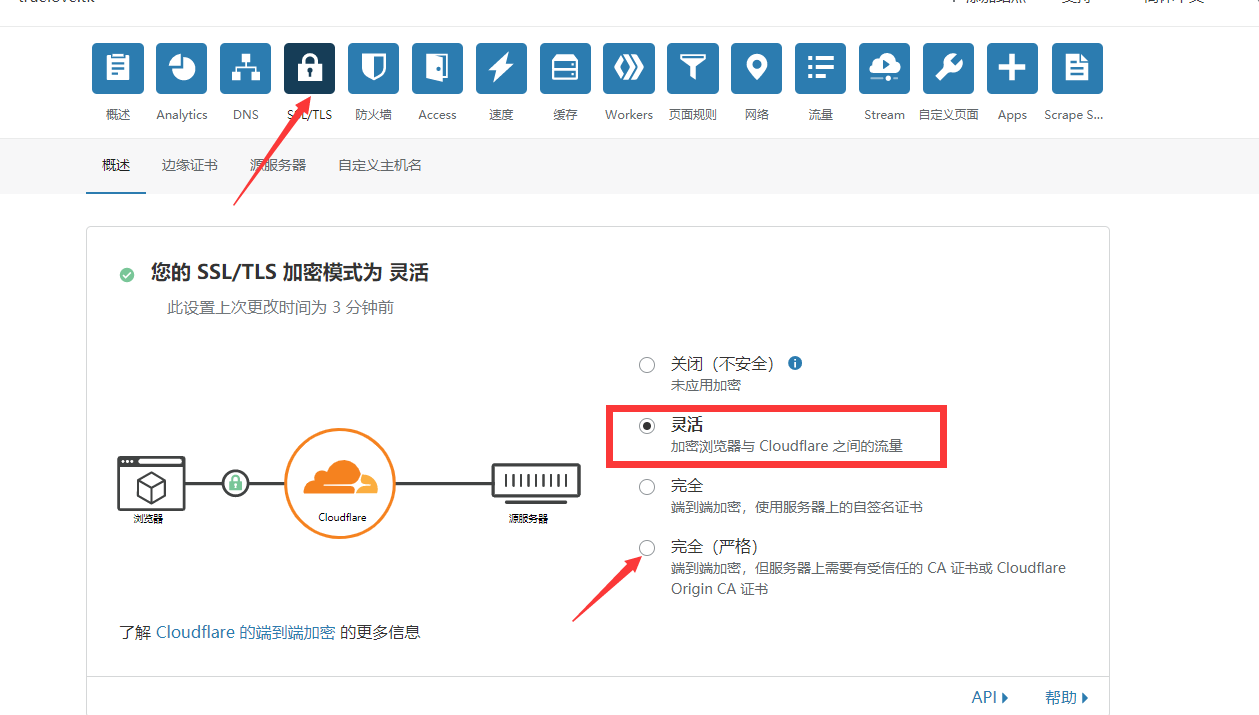 概述
Analytics
DNS
SSL/TLS
防火墙
Access
速度
缓存
Workers
页面规则
网络
流量
Stream
自定义页面
Apps
Scrape S...
概述
边缘证书
源服务器
自定义主机名
您的 SSL/TLS 加密模式为 灵活
此设置上次更改时间为 3 分钟前
关闭（不安全）
未应用加密
灵活
加密浏览器与 Cloudflare 之间的流量
完全
端到端加密，使用服务器上的自签名证书
完全（严格）
端到端加密，但服务器上需要有受信任的 CA 证书或 Cloudflare
Origin CA 证书
浏览器
Cloudflare
源服务器
了解 Cloudflare 的端到端加密 的更多信息
API
帮助